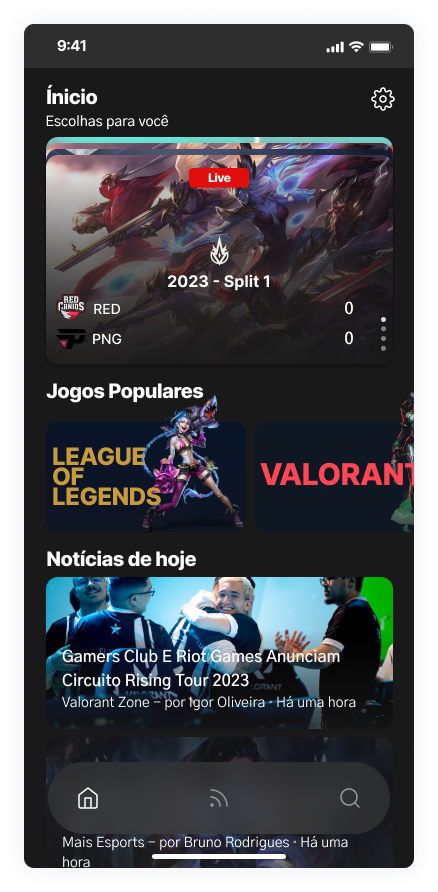 9:41
Ínicio
Escolhas para você
Live
2023 - Split 1
RED CANIDS
RED
0
PNG
0
Jogos Populares
LEAGUE
OF
LEGENDS
VALORANT
Notícias de hoje
VALORANT
Gamers Club E Riot Games Anunciam
Circuito Rising Tour 2023
Valorant Zone – por Igor Oliveira · Há uma hora
Mais Esports – por Bruno Rodrigues · Há uma
hora